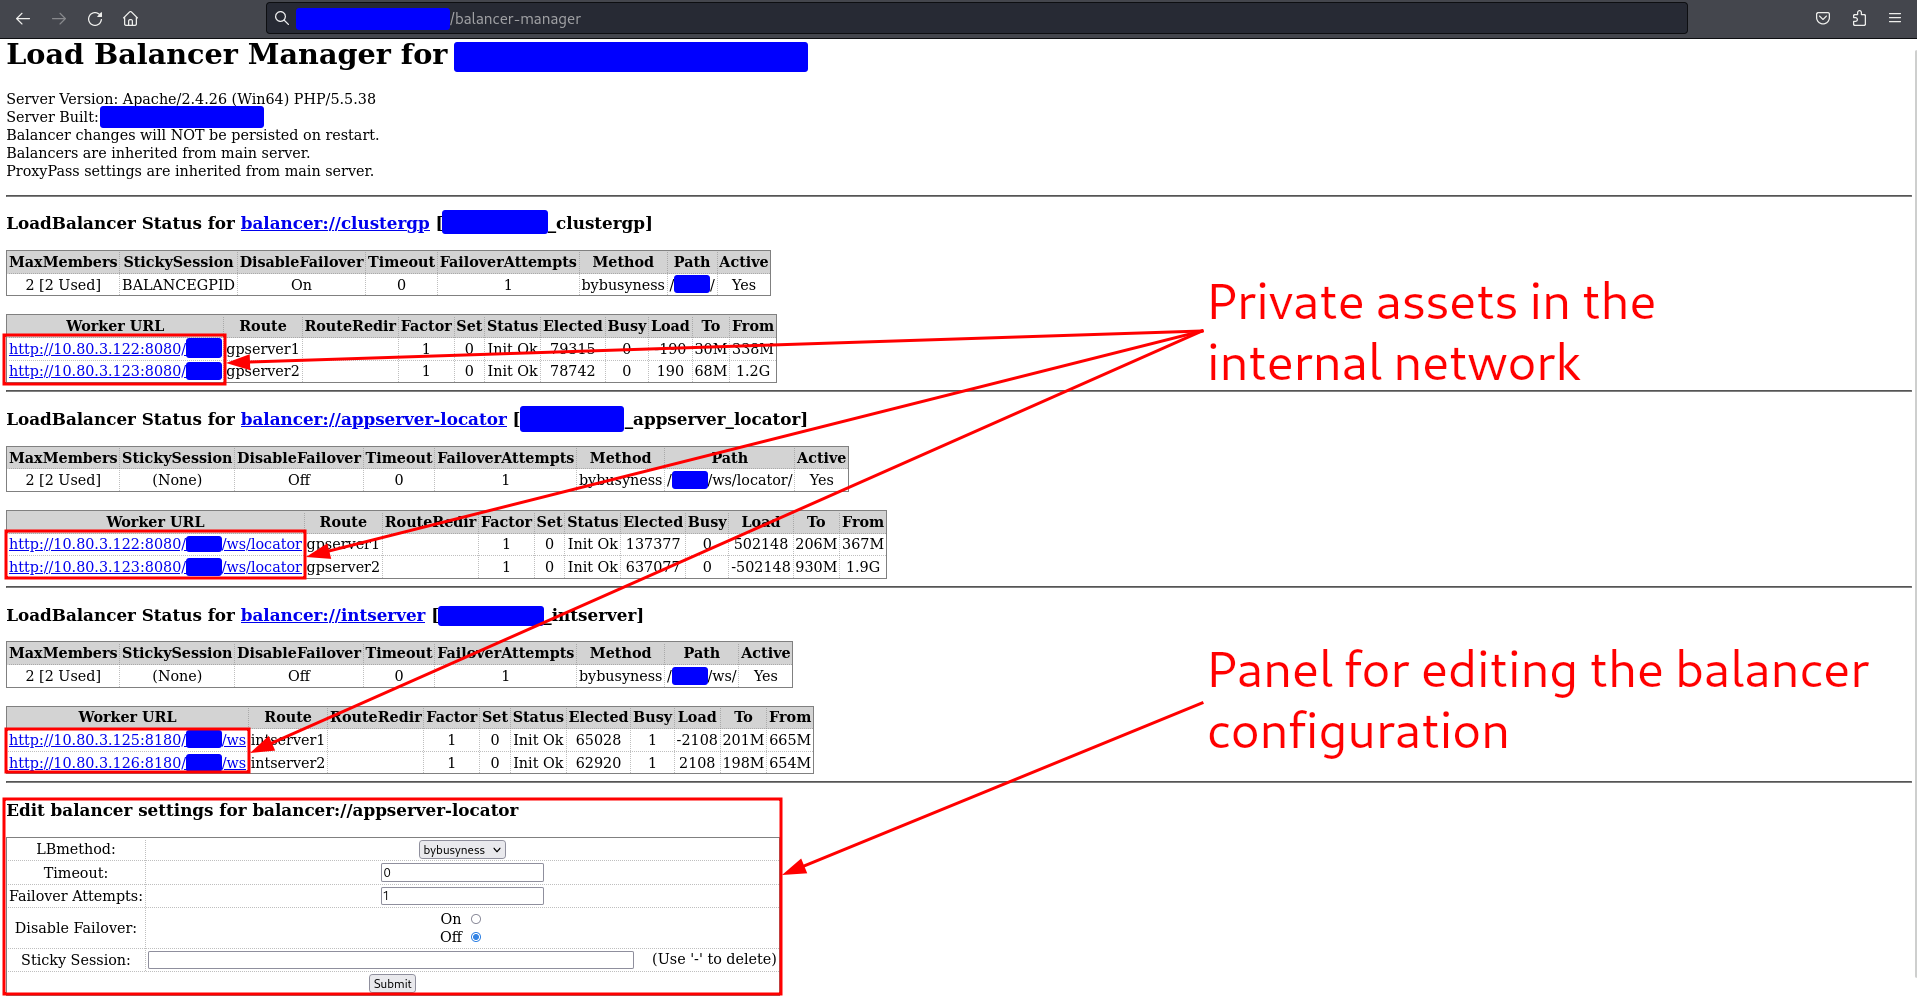 /balancer-manager
Load Balancer Manager for
Server Version: Apache/2.4.26 (Win64) PHP/5.5.38
Server Built:
Balancer changes will NOT be persisted on restart.
Balancers are inherited from main server.
ProxyPass settings are inherited from main server.
LoadBalancer Status for balancer://clustergp [ _clustergp]
MaxMembers StickySession DisableFailover Timeout FailoverAttempts Method Path Active
2 [2 Used] BALANCEGPID On 0 1 bybusyness / / Yes
Worker URL Route RouteRedir Factor Set Status Elected Busy Load To From
http://10.80.3.122:8080/ gpserver1 1 0 Init Ok 79315 0 -190 30M 338M
http://10.80.3.123:8080/ gpserver2 1 0 Init Ok 78742 0 190 68M 1.2G
Private assets in the
internal network
LoadBalancer Status for balancer://appserver-locator [ _appserver_locator]
MaxMembers StickySession DisableFailover Timeout FailoverAttempts Method Path Active
2 [2 Used] (None) Off 0 1 bybusyness / /ws/locator/ Yes
Worker URL Route RouteRedir Factor Set Status Elected Busy Load To From
http://10.80.3.122:8080/ /ws/locator gpserver1 1 0 Init Ok 137377 0 502148 206M 367M
http://10.80.3.123:8080/ /ws/locator gpserver2 1 0 Init Ok 637077 0 -502148 930M 1.9G
LoadBalancer Status for balancer://intserver [ _intserver]
MaxMembers StickySession DisableFailover Timeout FailoverAttempts Method Path Active
2 [2 Used] (None) Off 0 1 bybusyness / /ws/ Yes
Worker URL Route RouteRedir Factor Set Status Elected Busy Load To From
http://10.80.3.125:8180/ /ws intserver1 1 0 Init Ok 65028 1 -2108 201M 665M
http://10.80.3.126:8180/ /ws intserver2 1 0 Init Ok 62920 1 2108 198M 654M
Panel for editing the balancer
configuration
Edit balancer settings for balancer://appserver-locator
LBmethod: bybusyness
Timeout: 0
Failover Attempts: 1
Disable Failover: On
Off
Sticky Session: (Use '-' to delete)
Submit